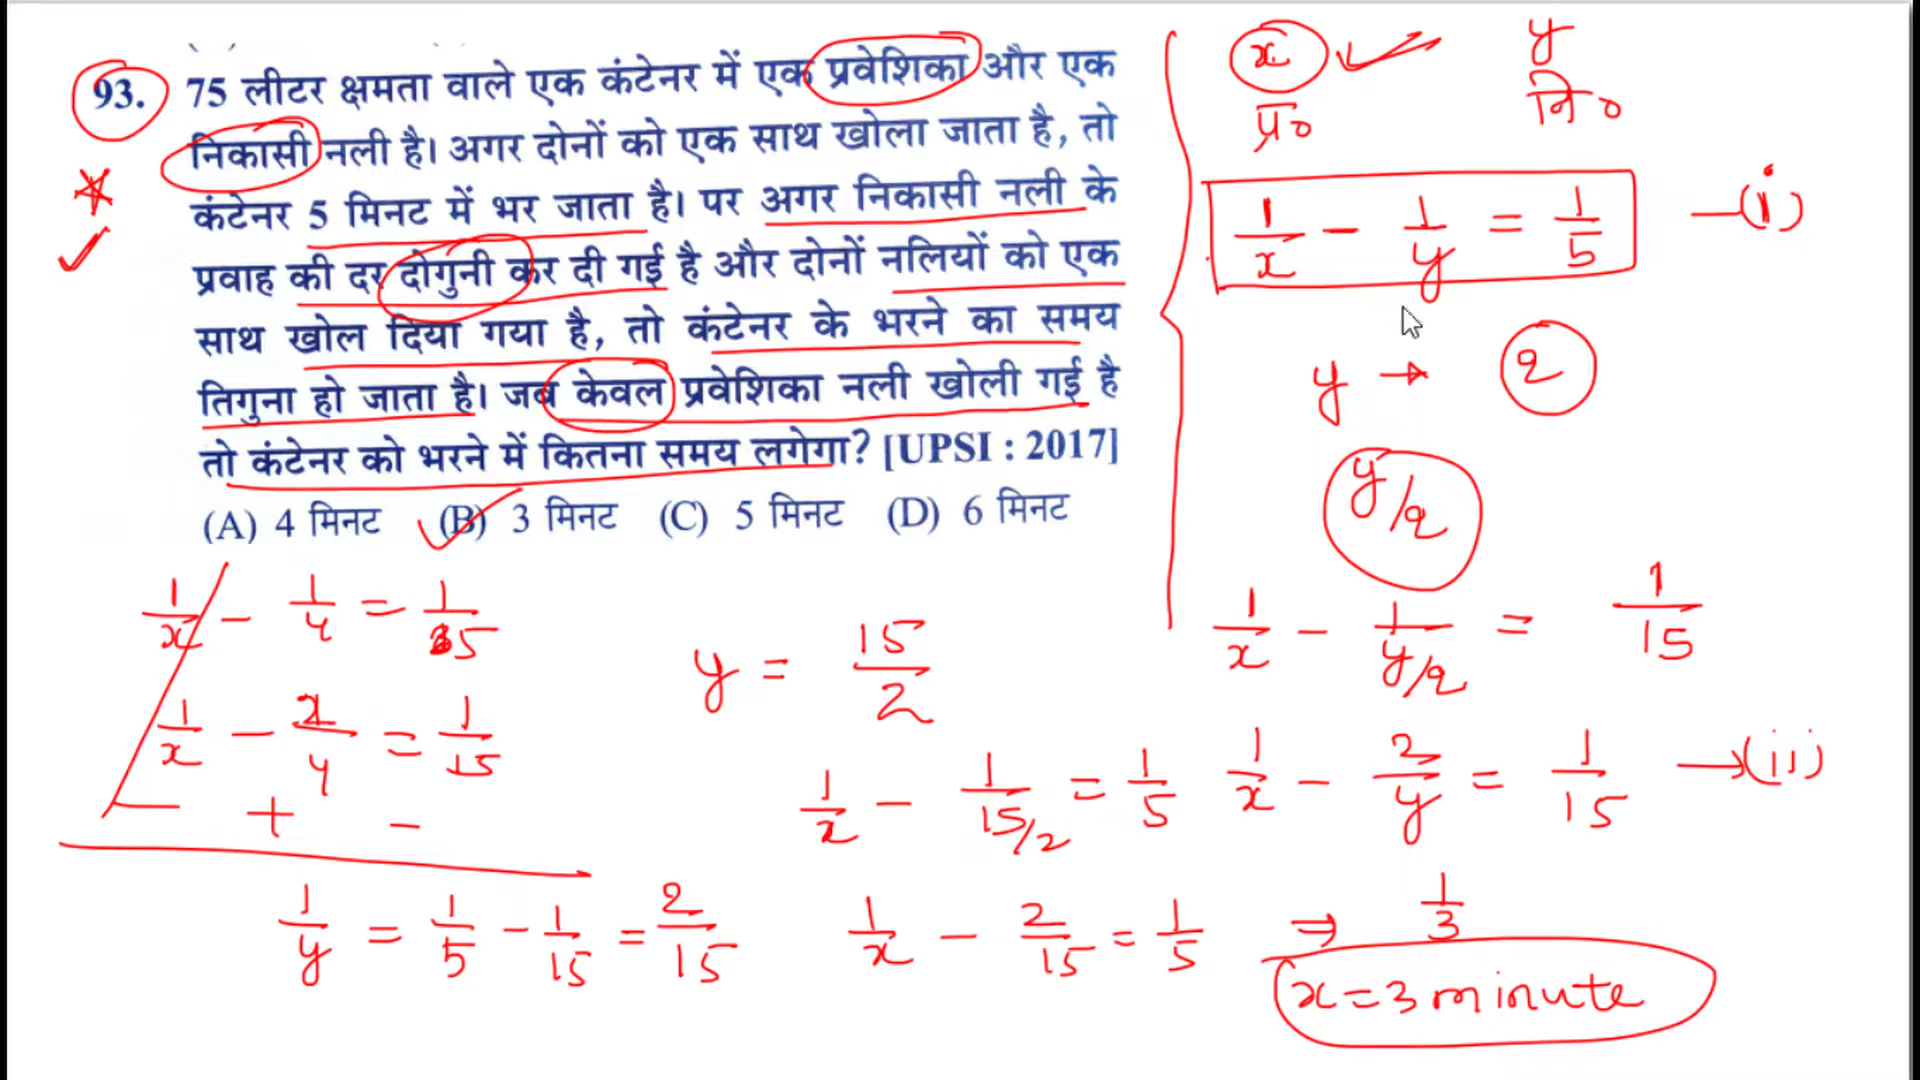 93. 75 लीटर क्षमता वाले एक कंटेनर में एक प्रवेशिका और एक
निकासी नली है। अगर दोनों को एक साथ खोला जाता है, तो
कंटेनर 5 मिनट में भर जाता है। पर अगर निकासी नली के
प्रवाह की दर दोगुनी कर दी गई है और दोनों नलियों को एक
साथ खोल दिया गया है, तो कंटेनर के भरने का समय
तिगुना हो जाता है। जब केवल प्रवेशिका नली खोली गई है
तो कंटेनर को भरने में कितना समय लगेगा? [UPSI : 2017]
(A) 4 मिनट (B) 3 मिनट (C) 5 मिनट (D) 6 मिनट
x y
प्र० नि०
1/x - 1/y = 1/5 —(i)
y → 2
y/2
1/x - 1/(y/2) = 1/15
1/x - 2/y = 1/15 →(ii)
1/x - 1/y = 1/5
1/x - 2/y = 1/15
- + -
1/y = 1/5 - 1/15 = 2/15
y = 15/2
1/x - 1/(15/2) = 1/5
1/x - 2/15 = 1/5 ⇒ 1/3
x = 3 minute